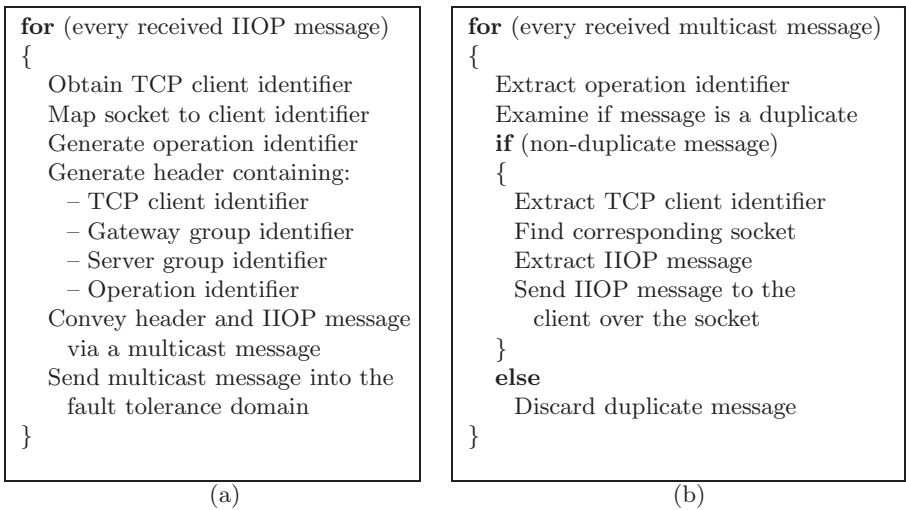 for (every received IIOP message)
{
Obtain TCP client identifier
Map socket to client identifier
Generate operation identifier
Generate header containing:
– TCP client identifier
– Gateway group identifier
– Server group identifier
– Operation identifier
Convey header and IIOP message
via a multicast message
Send multicast message into the
fault tolerance domain
}
(a)
for (every received multicast message)
{
Extract operation identifier
Examine if message is a duplicate
if (non-duplicate message)
{
Extract TCP client identifier
Find corresponding socket
Extract IIOP message
Send IIOP message to the
client over the socket
}
else
Discard duplicate message
}
(b)